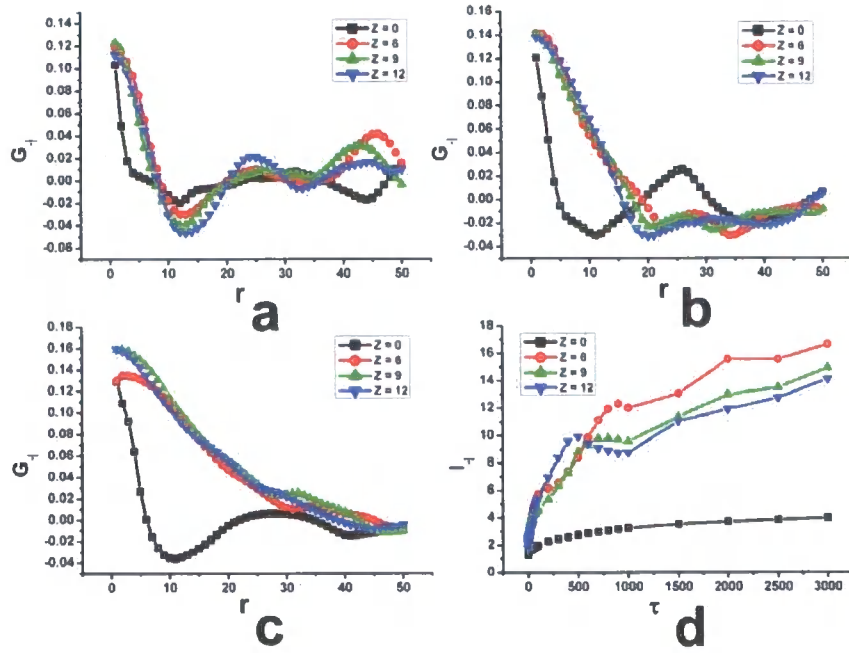 0.14
0.12
0.10
0.08
0.06
0.04
0.02
0.00
-0.02
-0.04
-0.06
G
Z = 0
Z = 6
Z = 9
Z = 12
0 10 20 30 40 50
r
a
0.16
0.14
0.12
0.10
0.08
0.06
0.04
0.02
0.00
-0.02
-0.04
G
Z = 0
Z = 6
Z = 9
Z = 12
0 10 20 30 40 50
r
b
0.18
0.16
0.14
0.12
0.10
0.08
0.06
0.04
0.02
0.00
-0.02
-0.04
G
Z = 0
Z = 6
Z = 9
Z = 12
0 10 20 30 40 50
r
c
18
16
14
12
10
8
6
4
2
0
Z = 0
Z = 6
Z = 9
Z = 12
0 500 1000 1500 2000 2500 3000
τ
d